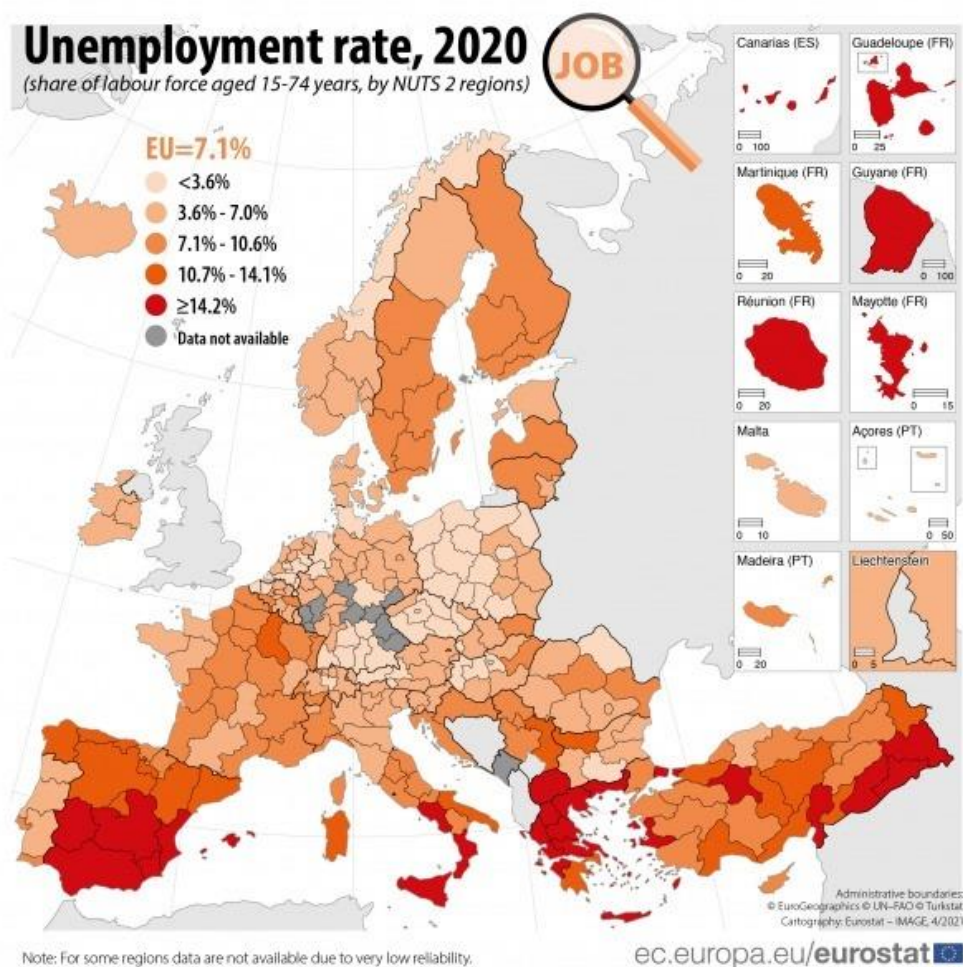 Unemployment rate, 2020
(share of labour force aged 15-74 years, by NUTS 2 regions)
JOB
EU=7.1%
<3.6%
3.6% - 7.0%
7.1% - 10.6%
10.7% - 14.1%
≥14.2%
Data not available
Canarias (ES)
0 100
Guadeloupe (FR)
0 25
Martinique (FR)
0 20
Guyane (FR)
0 100
Réunion (FR)
0 20
Mayotte (FR)
0 15
Malta
0 10
Açores (PT)
0 50
Madeira (PT)
0 20
Liechtenstein
0 5
Administrative boundaries:
© EuroGeographics © UN-FAO © Turkstat
Cartography: Eurostat – IMAGE, 4/2021
Note: For some regions data are not available due to very low reliability.
ec.europa.eu/eurostat